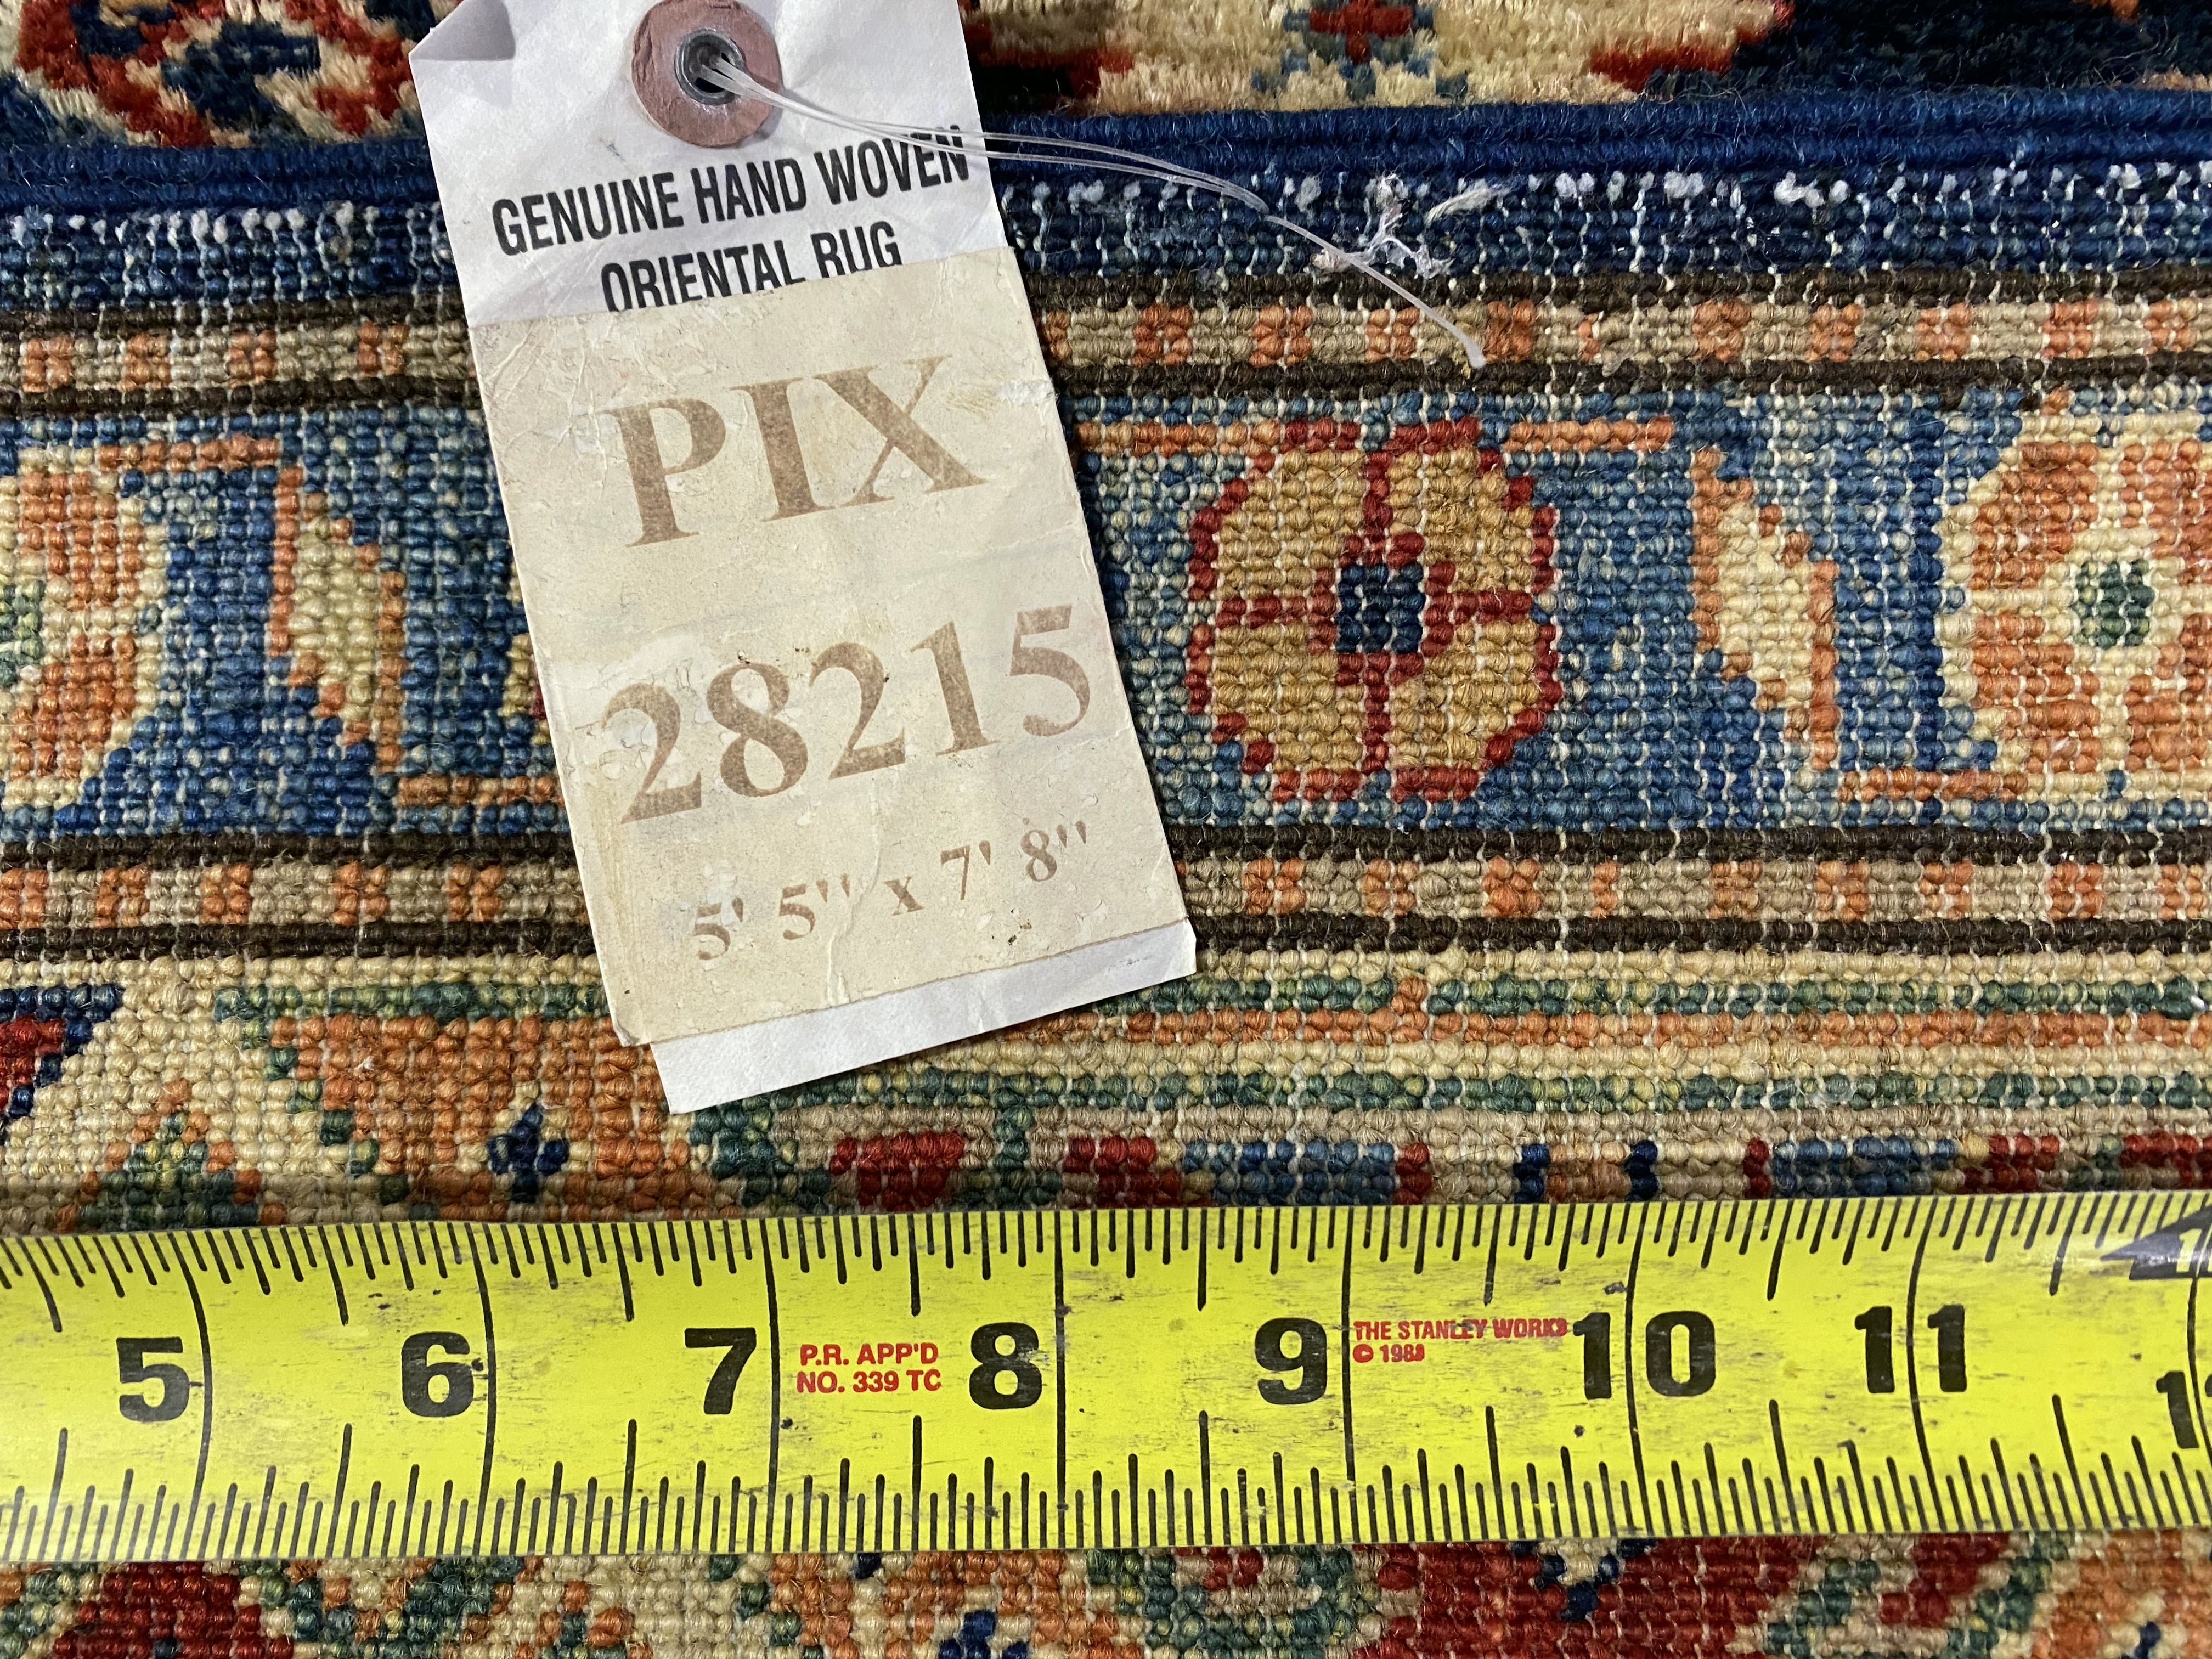 GENUINE HAND WOVEN
ORIENTAL RUG
PIX
28215
5' 5'' x 7' 8''
5 6 7 P.R. APP'D 8 9 THE STANLEY WORKS 10 11
NO. 339 TC © 1988